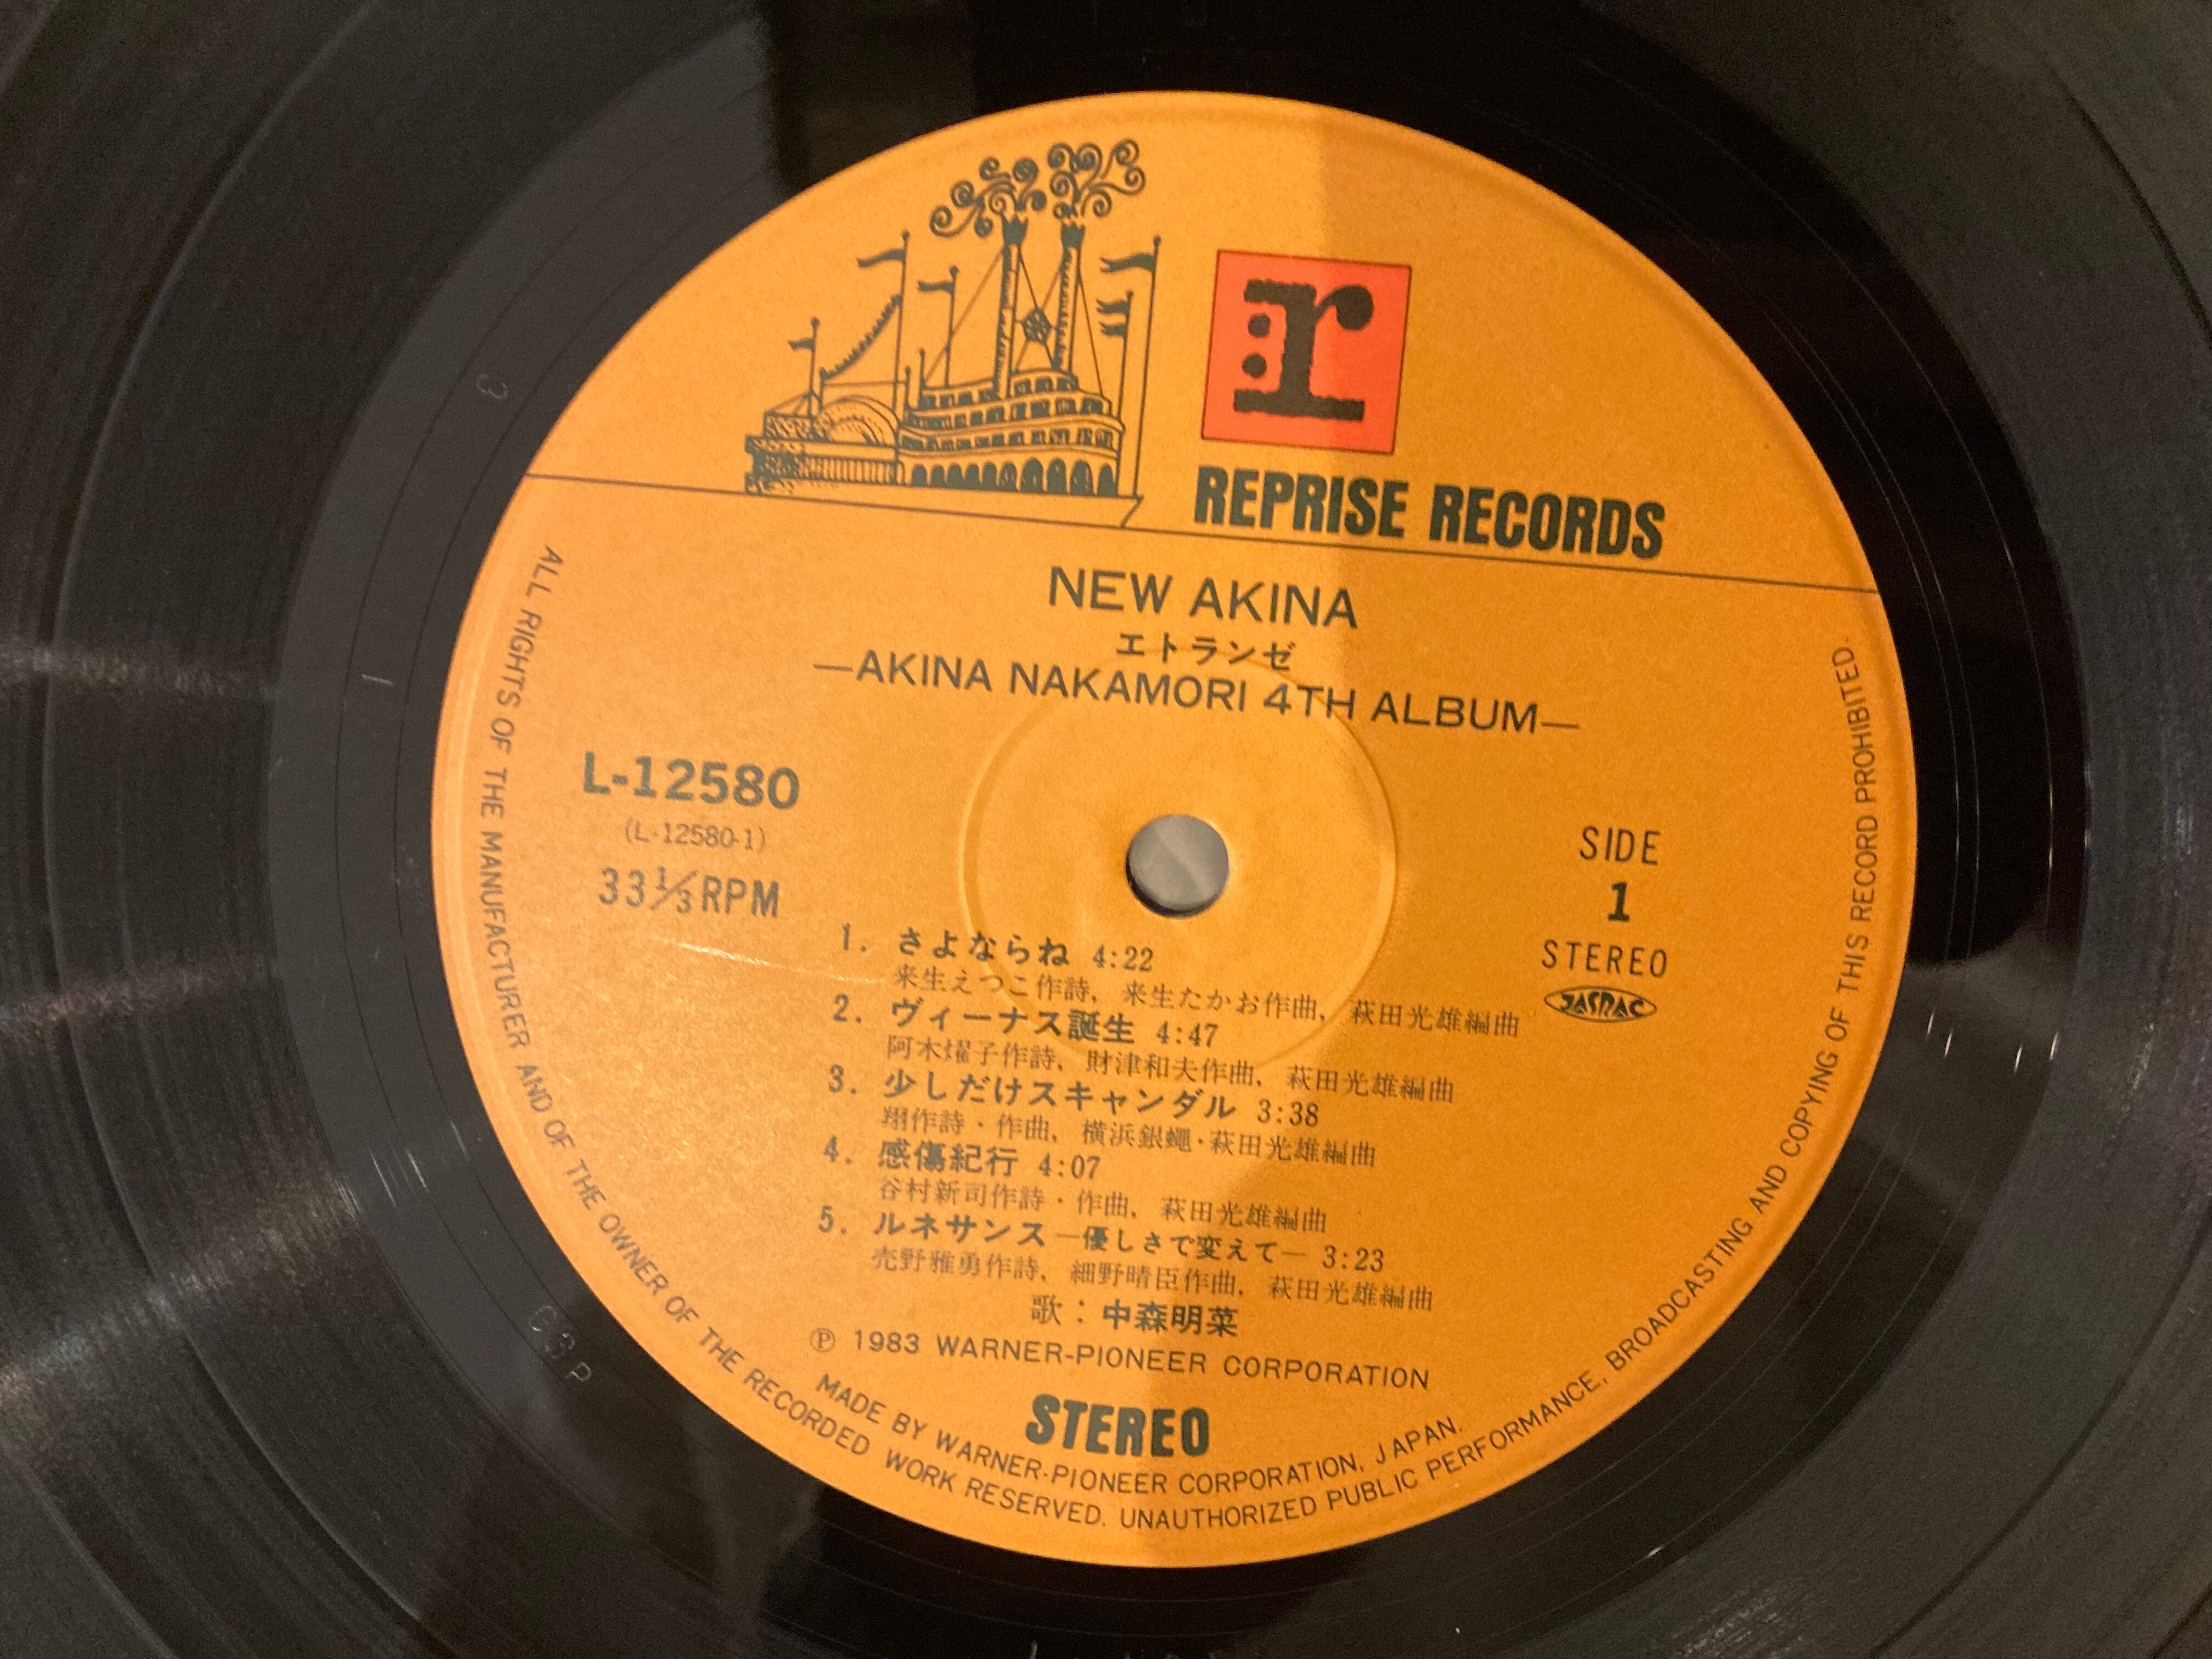 r
REPRISE RECORDS
NEW AKINA
エトランゼ
—AKINA NAKAMORI 4TH ALBUM—
L-12580
(L-12580-1)
33 1/3 RPM
SIDE
1
STEREO
JASRAC
1. さよならね 4:22
来生えつこ作詩, 来生たかお作曲, 萩田光雄編曲
2. ヴィーナス誕生 4:47
阿木燿子作詩, 財津和夫作曲, 萩田光雄編曲
3. 少しだけスキャンダル 3:38
翔作詩・作曲, 横浜銀蠅・萩田光雄編曲
4. 感傷紀行 4:07
谷村新司作詩・作曲, 萩田光雄編曲
5. ルネサンス—優しさで変えて— 3:23
売野雅勇作詩, 細野晴臣作曲, 萩田光雄編曲
歌：中森明菜
Ⓟ 1983 WARNER-PIONEER CORPORATION
STEREO
MADE BY WARNER-PIONEER CORPORATION, JAPAN.
ALL RIGHTS OF THE MANUFACTURER AND OF THE OWNER OF THE RECORDED WORK RESERVED. UNAUTHORIZED PUBLIC PERFORMANCE, BROADCASTING AND COPYING OF THIS RECORD PROHIBITED.